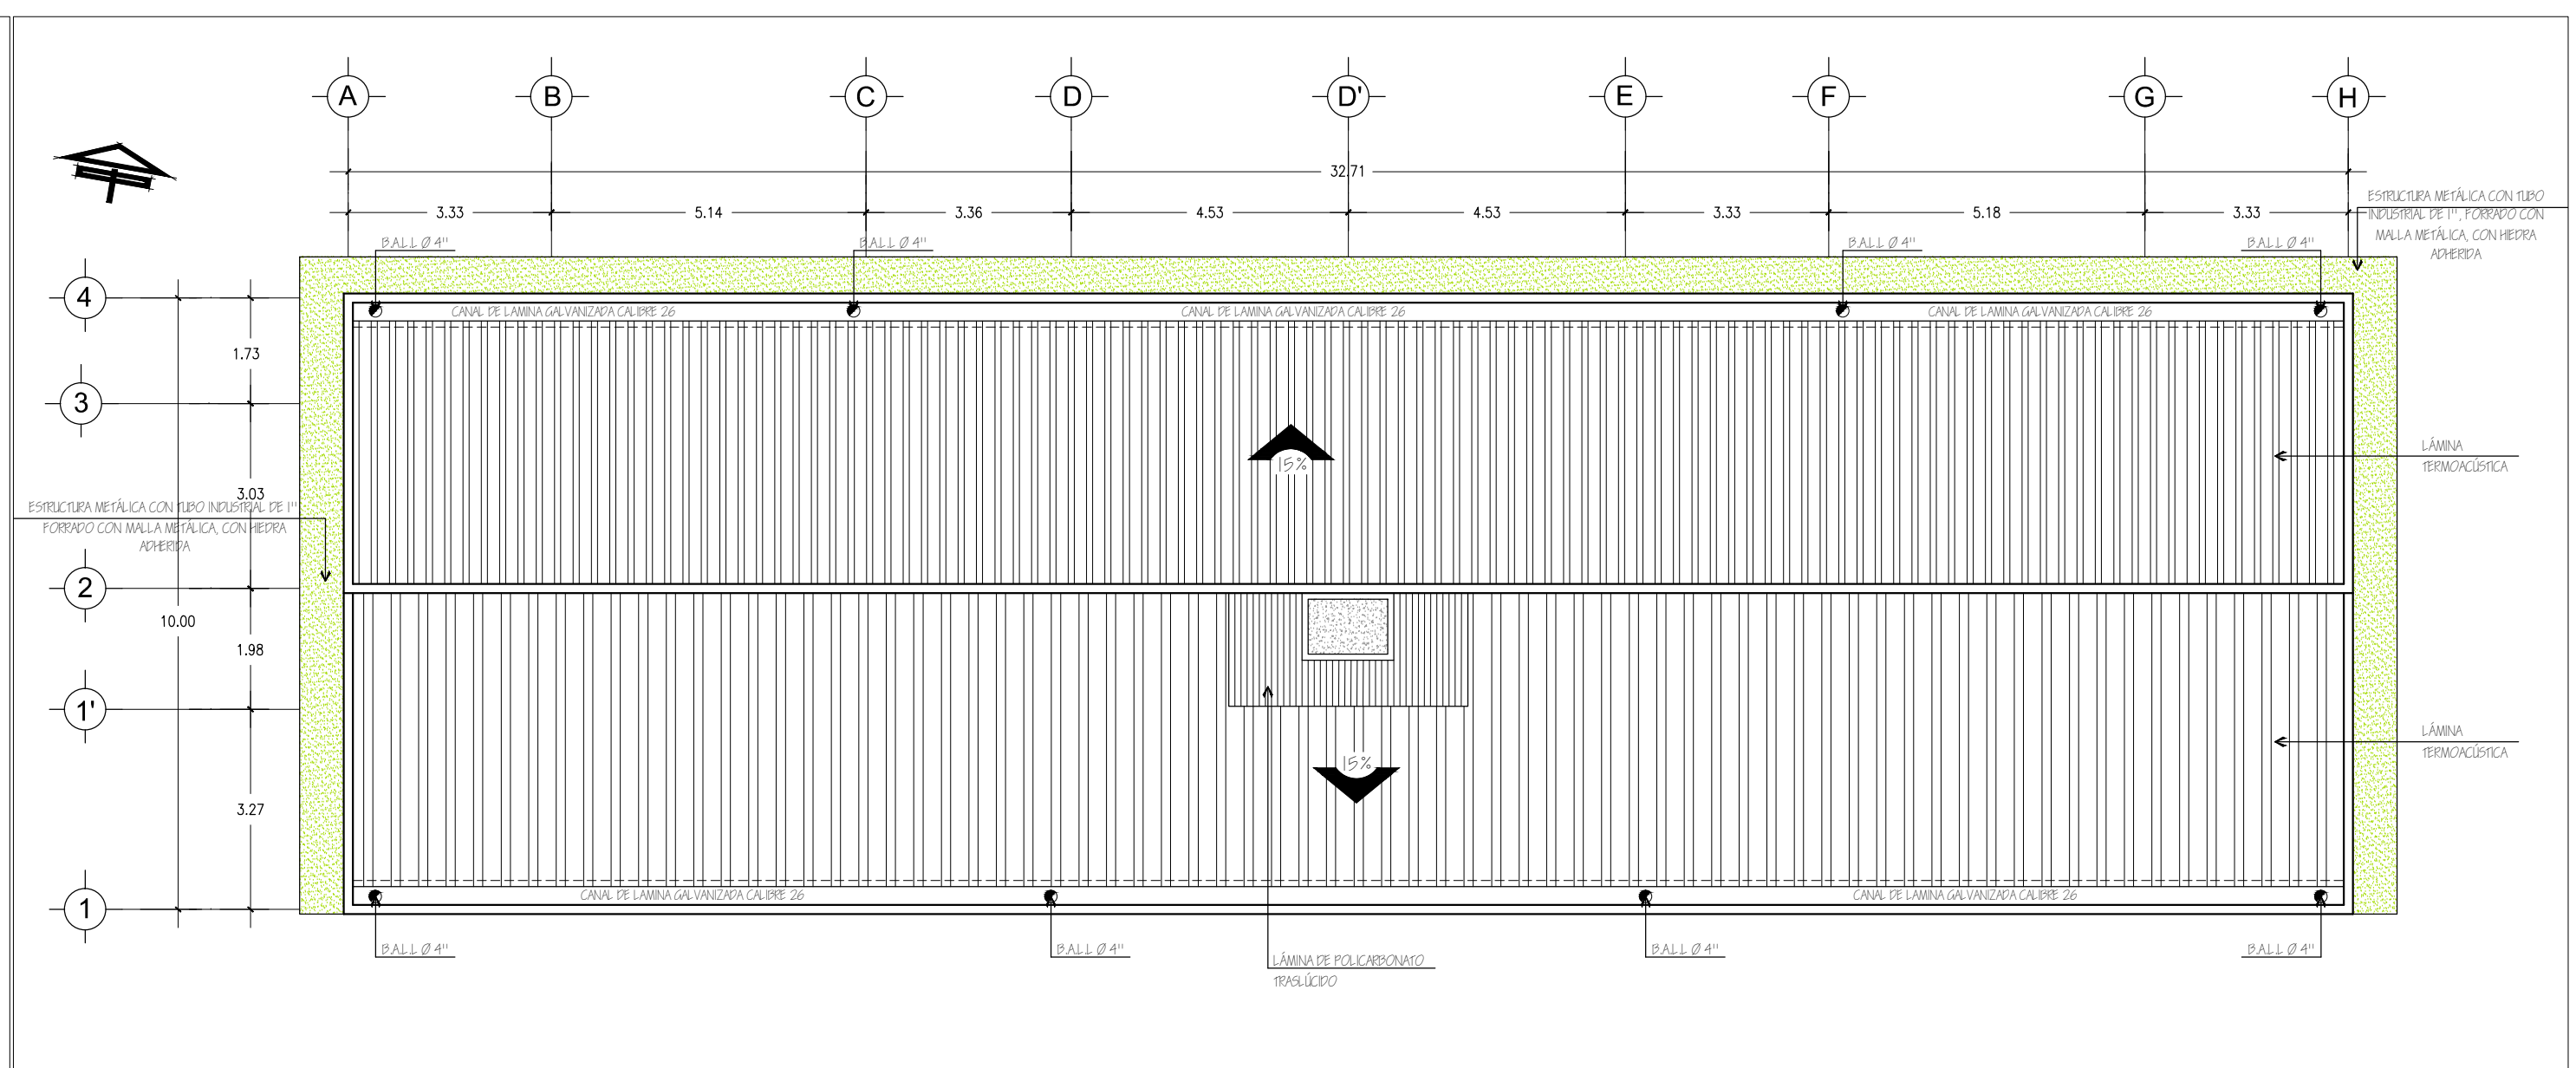 A
B
C
D
D'
E
F
G
H
32.71
3.33
5.14
3.36
4.53
4.53
3.33
5.18
3.33
ESTRUCTURA METÁLICA CON TUBO
INDUSTRIAL DE 1", FORRADO CON
MALLA METÁLICA, CON HIEDRA
ADHERIDA
B.A.L.L Ø 4"
B.A.L.L Ø 4"
B.A.L.L Ø 4"
B.A.L.L Ø 4"
4
CANAL DE LAMINA GALVANIZADA CALIBRE 26
CANAL DE LAMINA GALVANIZADA CALIBRE 26
CANAL DE LAMINA GALVANIZADA CALIBRE 26
1.73
3
15%
LÁMINA
TERMOACÚSTICA
3.03
ESTRUCTURA METÁLICA CON TUBO INDUSTRIAL DE 1"
FORRADO CON MALLA METÁLICA, CON HIEDRA
ADHERIDA
2
10.00
1.98
1'
LÁMINA
TERMOACÚSTICA
15%
3.27
1
CANAL DE LAMINA GALVANIZADA CALIBRE 26
CANAL DE LAMINA GALVANIZADA CALIBRE 26
B.A.L.L Ø 4"
B.A.L.L Ø 4"
B.A.L.L Ø 4"
B.A.L.L Ø 4"
LÁMINA DE POLICARBONATO
TRASLÚCIDO